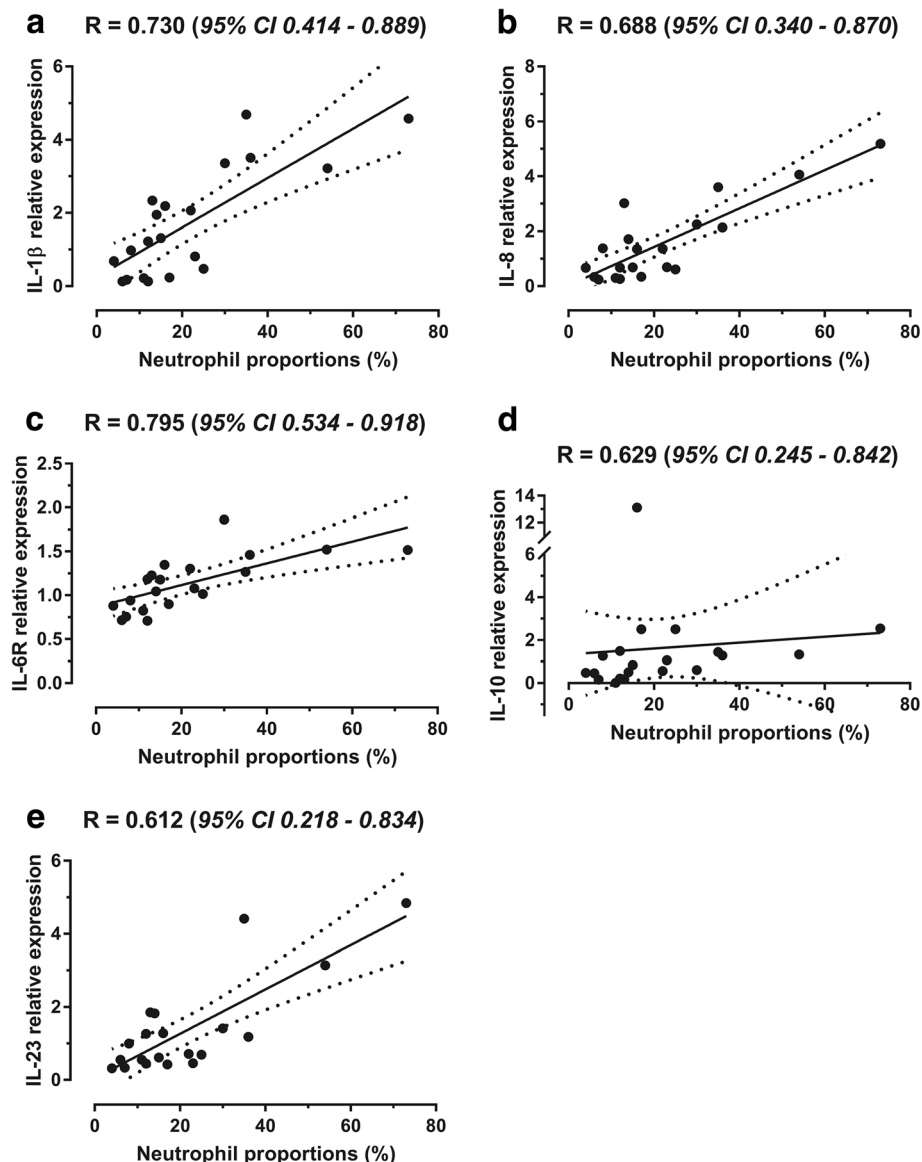 a R = 0.730 (95% CI 0.414 - 0.889)
IL-1β relative expression
6
4
2
0
0 20 40 60 80
Neutrophil proportions (%)
b R = 0.688 (95% CI 0.340 - 0.870)
IL-8 relative expression
8
6
4
2
0
0 20 40 60 80
Neutrophil proportions (%)
c R = 0.795 (95% CI 0.534 - 0.918)
IL-6R relative expression
2.5
2.0
1.5
1.0
0.5
0.0
0 20 40 60 80
Neutrophil proportions (%)
d R = 0.629 (95% CI 0.245 - 0.842)
IL-10 relative expression
14
12
6
4
2
0
0 20 40 60 80
Neutrophil proportions (%)
e R = 0.612 (95% CI 0.218 - 0.834)
IL-23 relative expression
6
4
2
0
0 20 40 60 80
Neutrophil proportions (%)